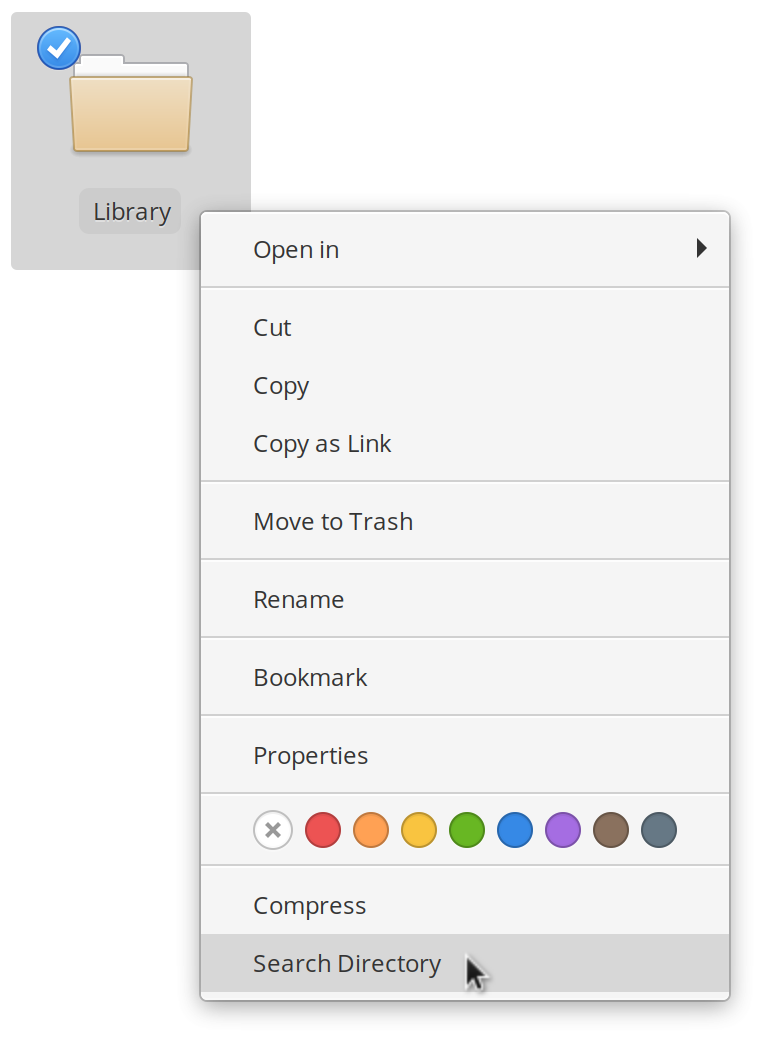 Library
Open in
Cut
Copy
Copy as Link
Move to Trash
Rename
Bookmark
Properties
Compress
Search Directory